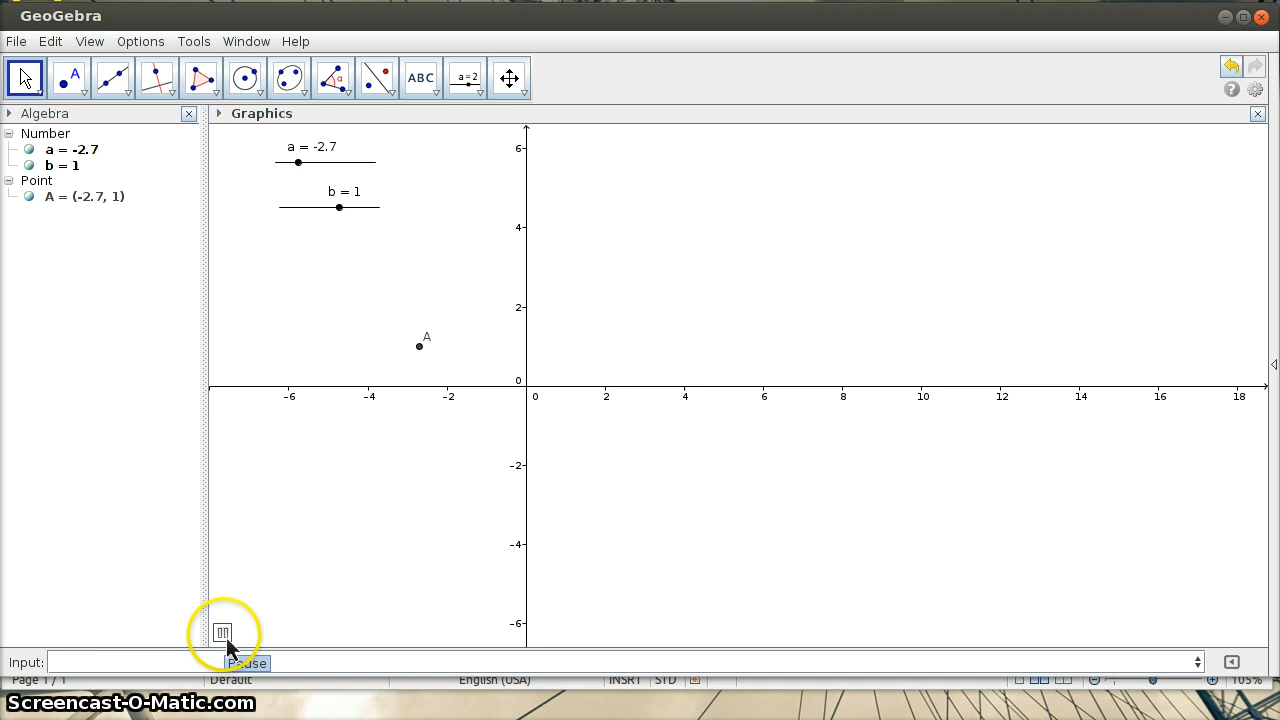 GeoGebra
File Edit View Options Tools Window Help
A α ABC a=2
Algebra
Graphics
Number
a = -2.7
b = 1
Point
A = (-2.7, 1)
a = -2.7
b = 1
A
6
4
2
0
-2
-4
-6
-6 -4 -2 0 2 4 6 8 10 12 14 16 18
Input:
Pause
Page 1 / 1 Default English (USA) INSRT STD 105%
Screencast-O-Matic.com